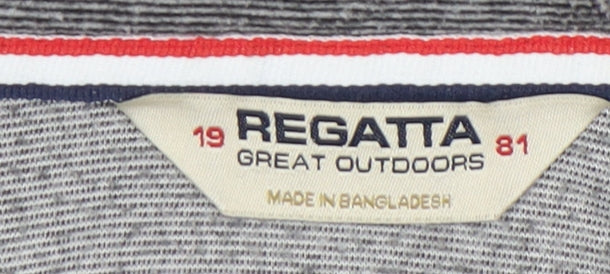 19 REGATTA 81
GREAT OUTDOORS
MADE IN BANGLADESH